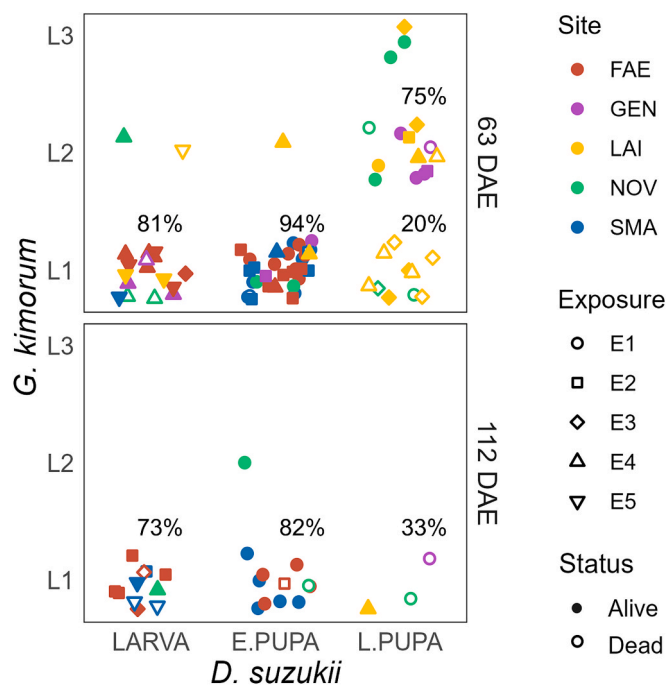 L3
L2
L1
75%
81%
94%
20%
63 DAE
G. kimorum
L3
L2
L1
73%
82%
33%
112 DAE
LARVA
E.PUPA
L.PUPA
D. suzukii
Site
FAE
GEN
LAI
NOV
SMA
Exposure
E1
E2
E3
E4
E5
Status
Alive
Dead